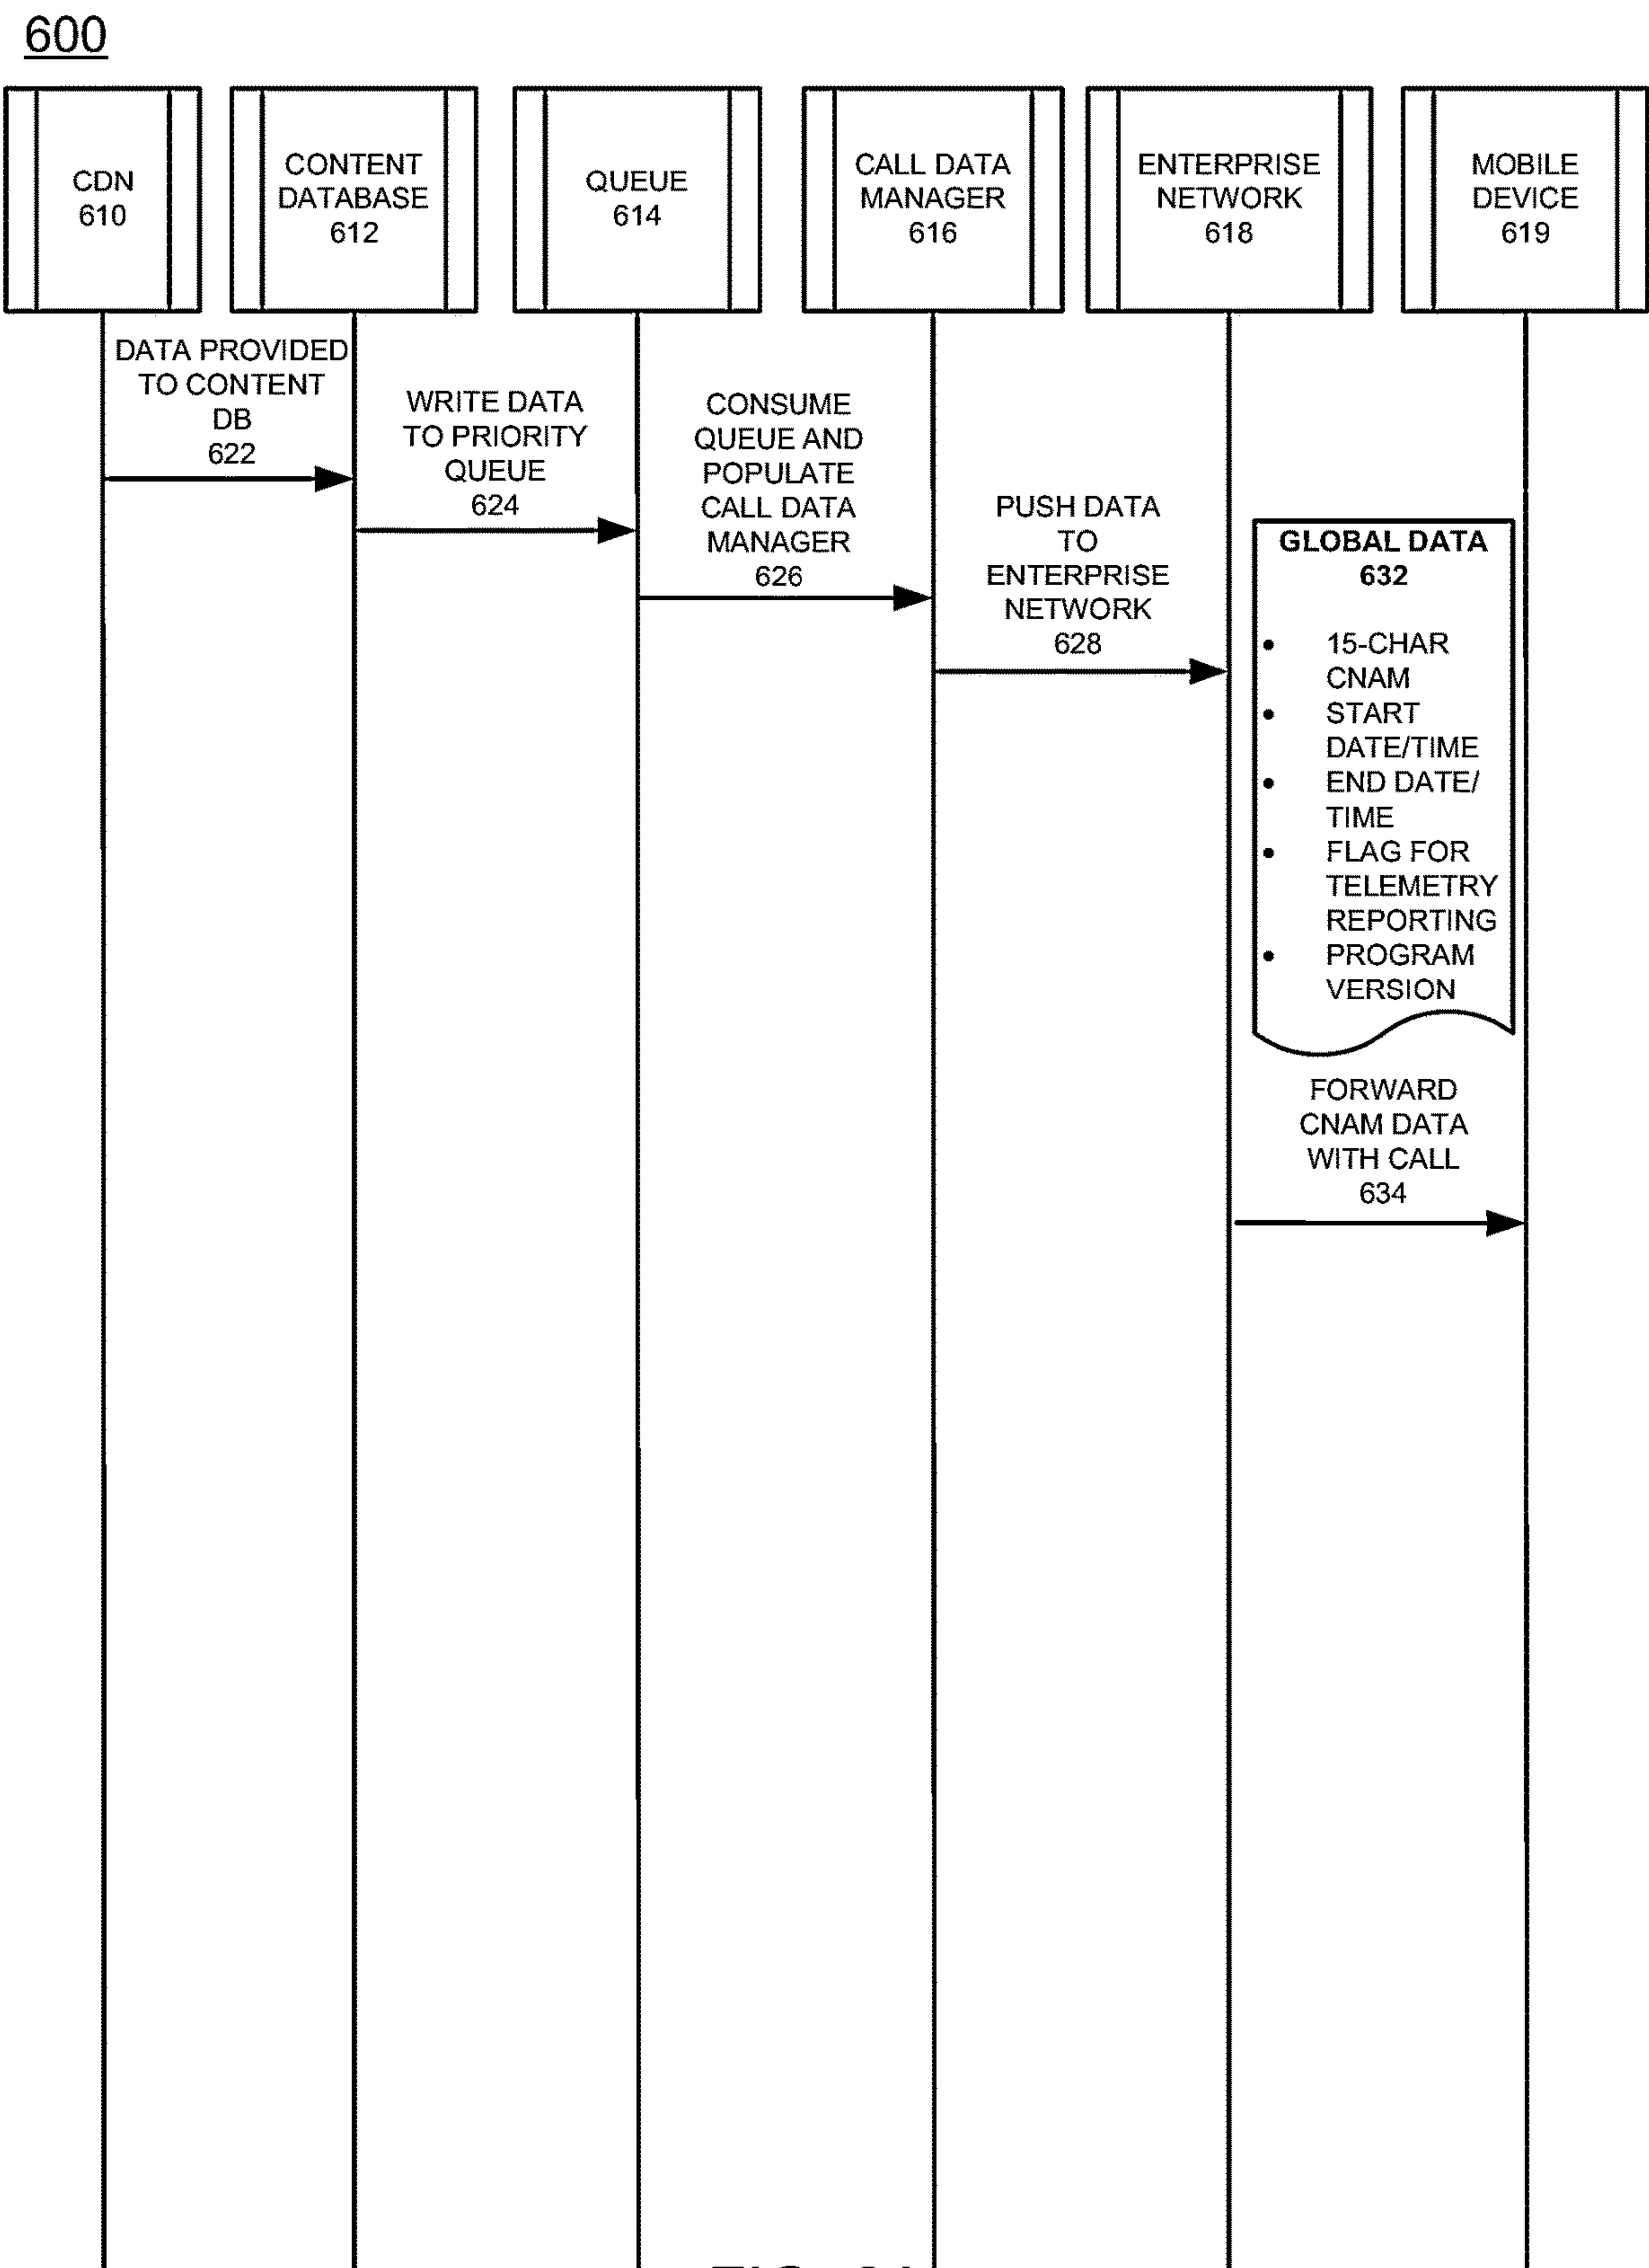 600
CDN
610
CONTENT
DATABASE
612
QUEUE
614
CALL DATA
MANAGER
616
ENTERPRISE
NETWORK
618
MOBILE
DEVICE
619
DATA PROVIDED
TO CONTENT
DB
622
WRITE DATA
TO PRIORITY
QUEUE
624
CONSUME
QUEUE AND
POPULATE
CALL DATA
MANAGER
626
PUSH DATA
TO
ENTERPRISE
NETWORK
628
GLOBAL DATA
632
• 15-CHAR
CNAM
• START
DATE/TIME
• END DATE/
TIME
• FLAG FOR
TELEMETRY
REPORTING
• PROGRAM
VERSION
FORWARD
CNAM DATA
WITH CALL
634